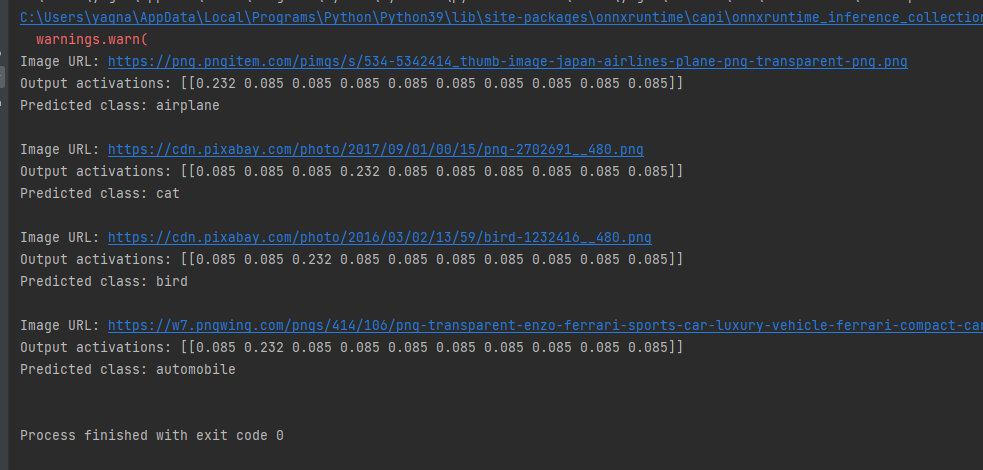 C:\Users\yaqna\AppData\Local\Programs\Python\Python39\lib\site-packages\onnxruntime\capi\onnxruntime_inference_collection
warnings.warn(
Image URL: https://png.pngitem.com/pimgs/s/534-5342414_thumb-image-japan-airlines-plane-png-transparent-png.png
Output activations: [[0.232 0.085 0.085 0.085 0.085 0.085 0.085 0.085 0.085 0.085]]
Predicted class: airplane
Image URL: https://cdn.pixabay.com/photo/2017/09/01/00/15/png-2702691__480.png
Output activations: [[0.085 0.085 0.085 0.232 0.085 0.085 0.085 0.085 0.085 0.085]]
Predicted class: cat
Image URL: https://cdn.pixabay.com/photo/2016/03/02/13/59/bird-1232416__480.png
Output activations: [[0.085 0.085 0.232 0.085 0.085 0.085 0.085 0.085 0.085 0.085]]
Predicted class: bird
Image URL: https://w7.pngwing.com/pngs/414/106/png-transparent-enzo-ferrari-sports-car-luxury-vehicle-ferrari-compact-car
Output activations: [[0.085 0.232 0.085 0.085 0.085 0.085 0.085 0.085 0.085 0.085]]
Predicted class: automobile
Process finished with exit code 0